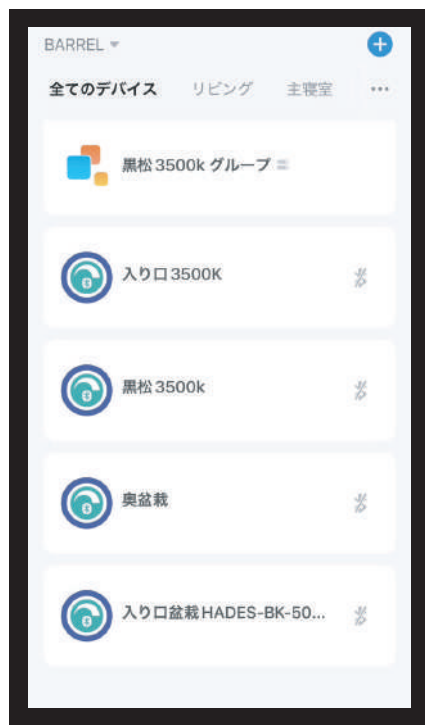 BARREL
全てのデバイス リビング 主寝室 ...
黒松3500k グループ
入り口3500K
黒松3500k
奥盆栽
入り口盆栽HADES-BK-50...